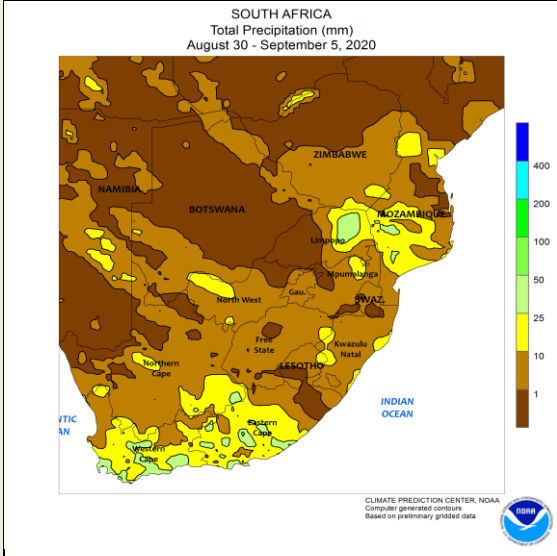 SOUTH AFRICA
Total Precipitation (mm)
August 30 - September 5, 2020
ZIMBABWE
NAMIBIA
BOTSWANA
MOZAMBIQUE
Limpopo
Mpumalanga
North West
Gau.
SWAZ.
Free
State
Kwazulu
Natal
Northern
Cape
LESOTHO
Eastern
Cape
Western
Cape
NTIC
AN
INDIAN
OCEAN
400
200
100
50
25
10
1
CLIMATE PREDICTION CENTER, NOAA
Computer generated contours
Based on preliminary gridded data
NOAA